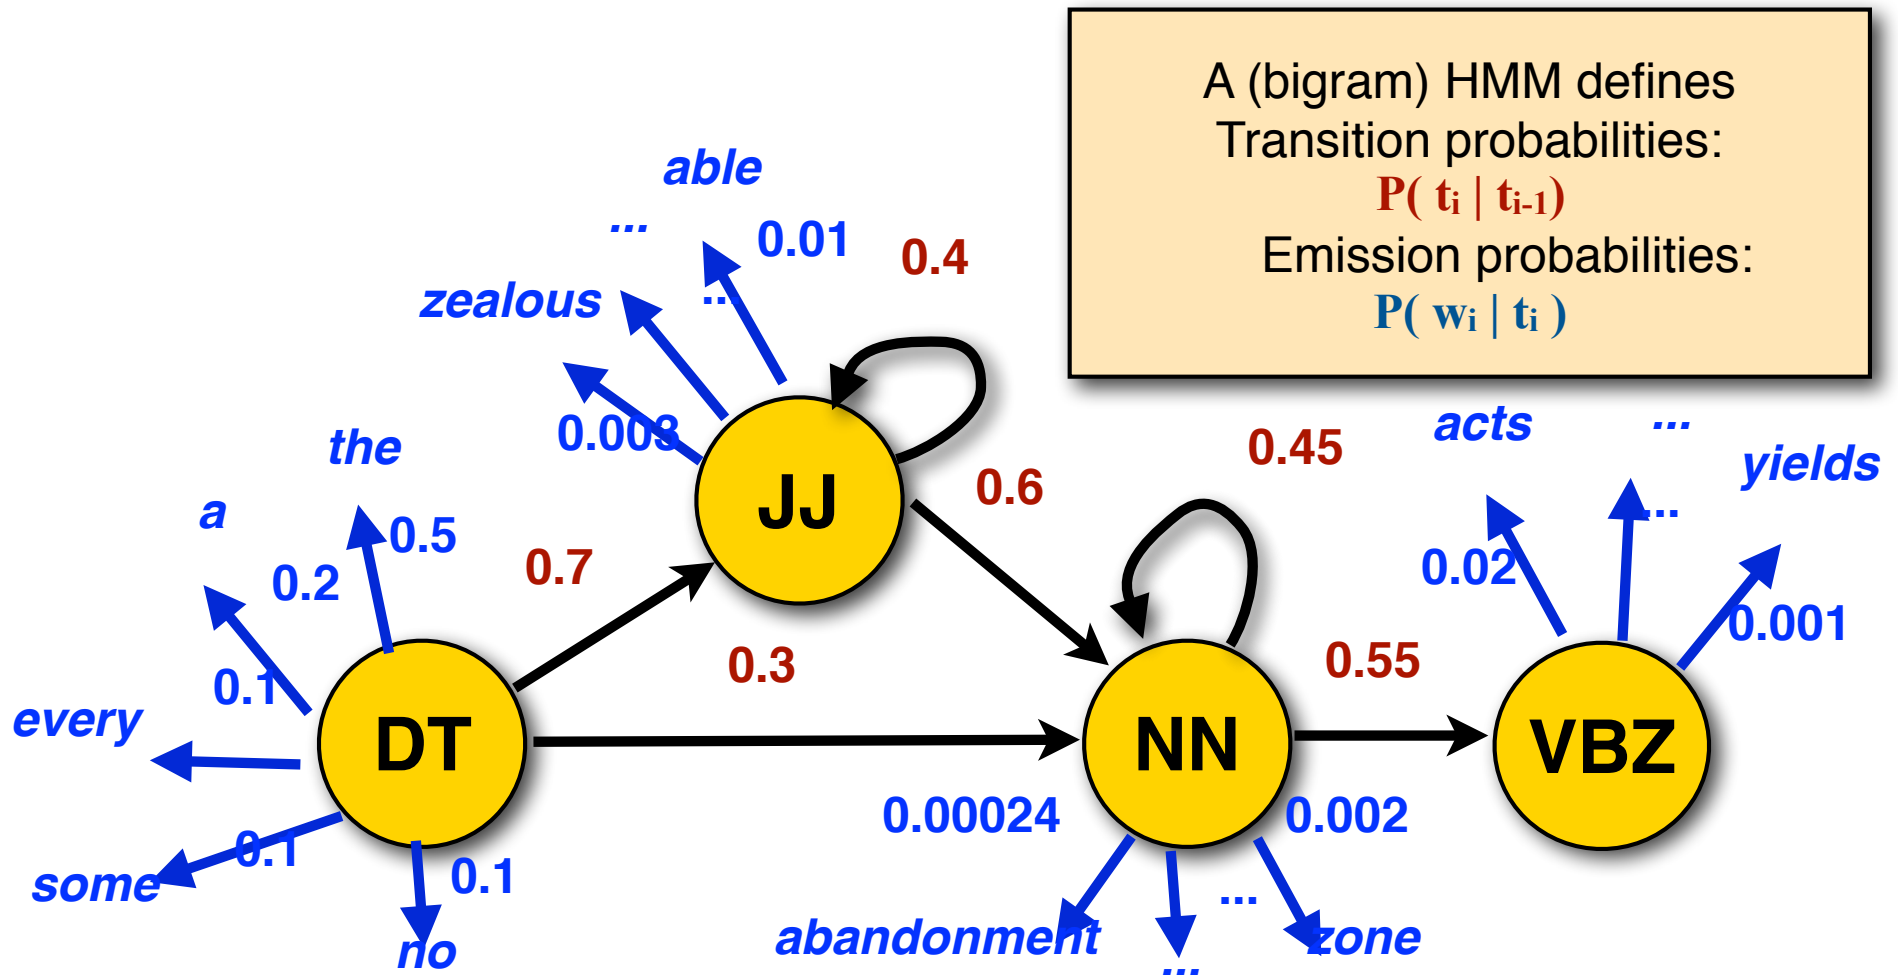 A (bigram) HMM defines
Transition probabilities:
P( ti | ti-1)
Emission probabilities:
P( wi | ti )
able
...
0.01
0.4
zealous
...
0.003
the
acts
...
0.45
yields
JJ
0.6
a
0.5
...
0.2
0.7
0.02
0.001
0.3
0.55
0.1
every
DT
NN
VBZ
0.00024
0.002
0.1
0.1
some
...
no
abandonment
zone
...